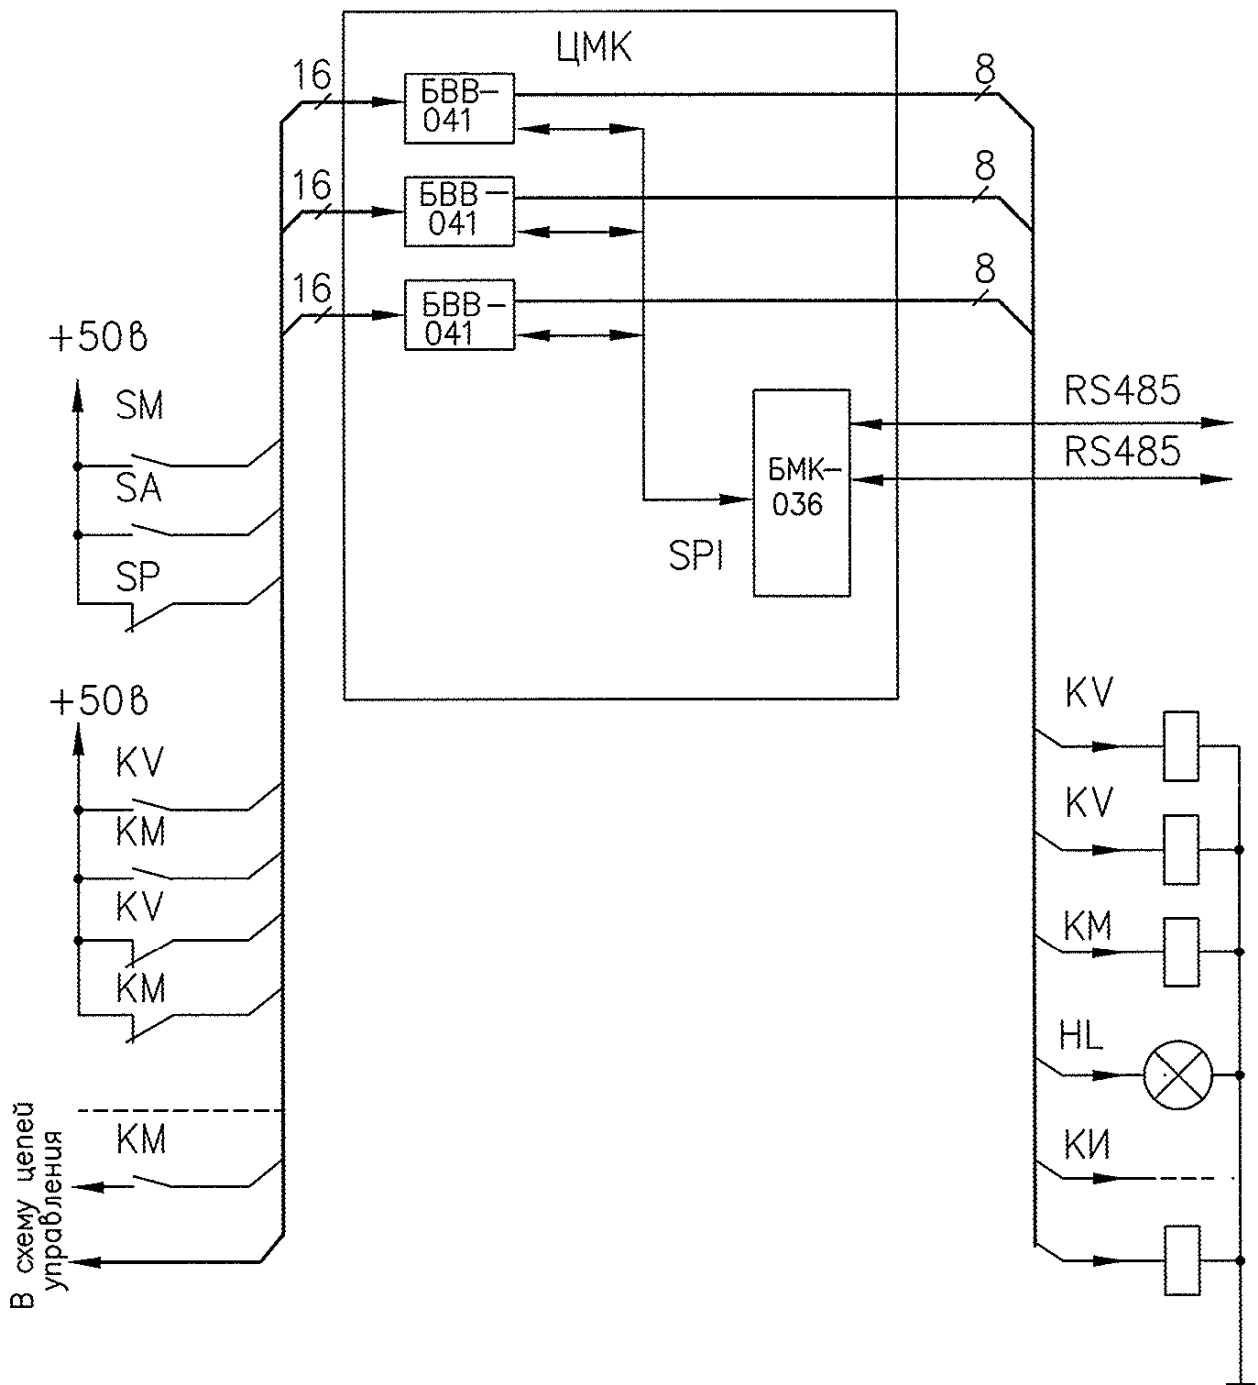 ЦМК
16
БВВ-
041
8
16
БВВ-
041
8
16
БВВ-
041
8
+50в
SM
SA
SP
RS485
RS485
БМК-
036
SPI
+50в
KV
KM
KV
KM
KM
В схему цепей
управления
KV
KV
KM
HL
КИ